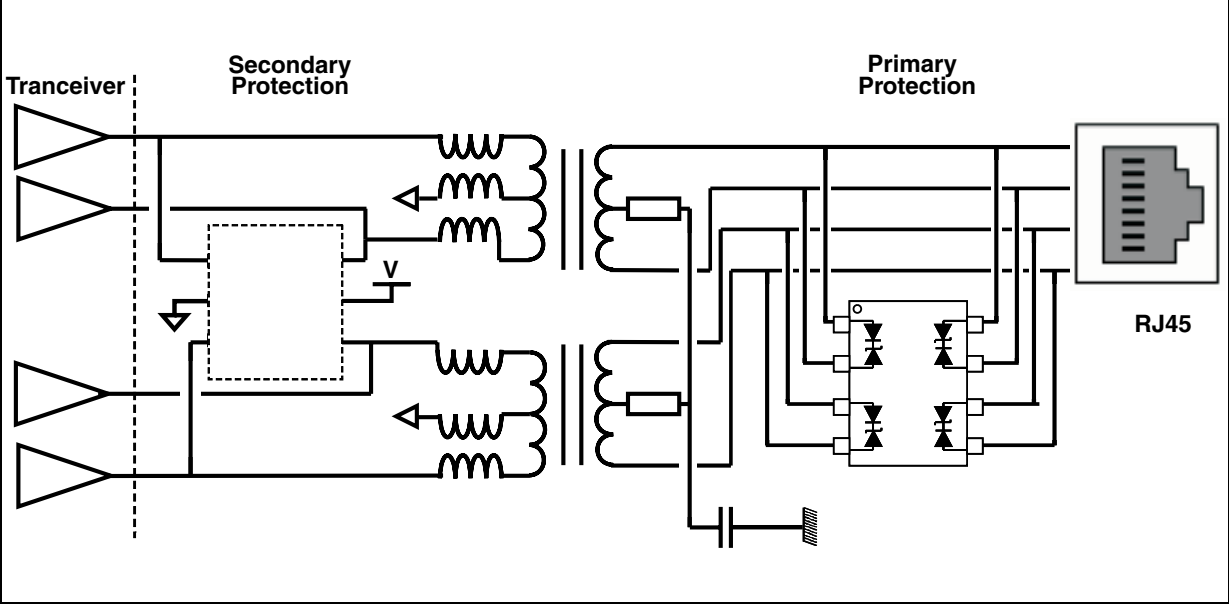 Secondary
Protection
Primary
Protection
Tranceiver
V
RJ45